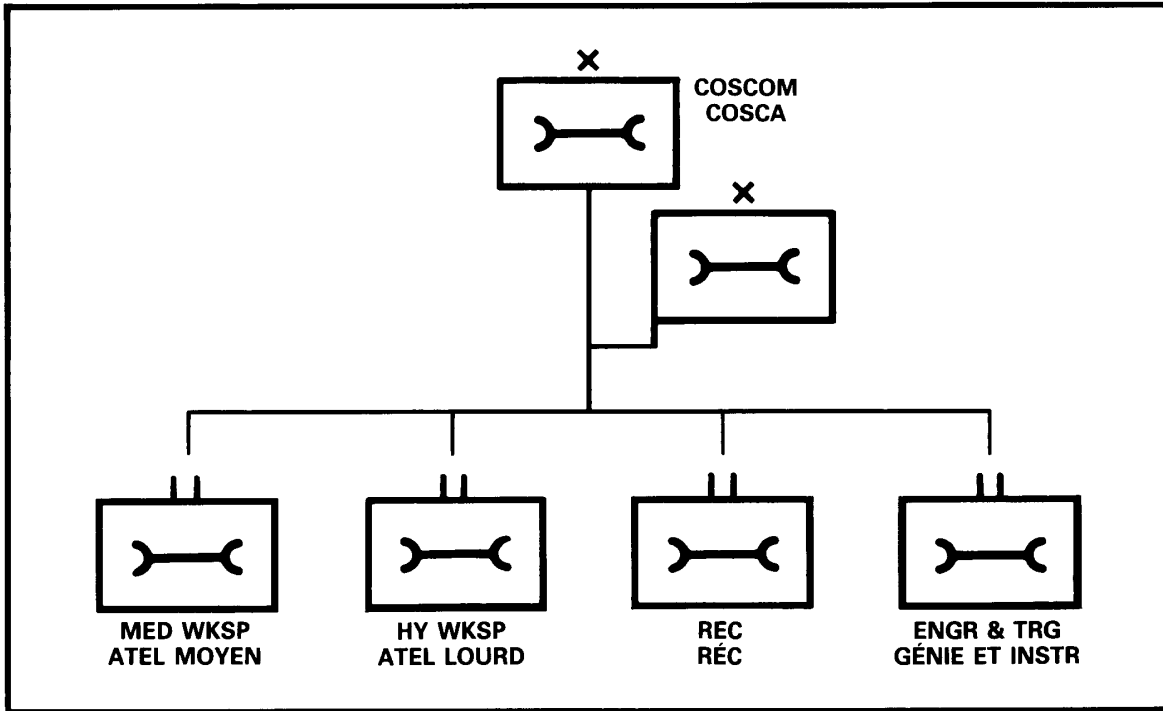 COSCOM
COSCA
MED WKSP
ATEL MOYEN
HY WKSP
ATEL LOURD
REC
RÉC
ENGR & TRG
GÉNIE ET INSTR